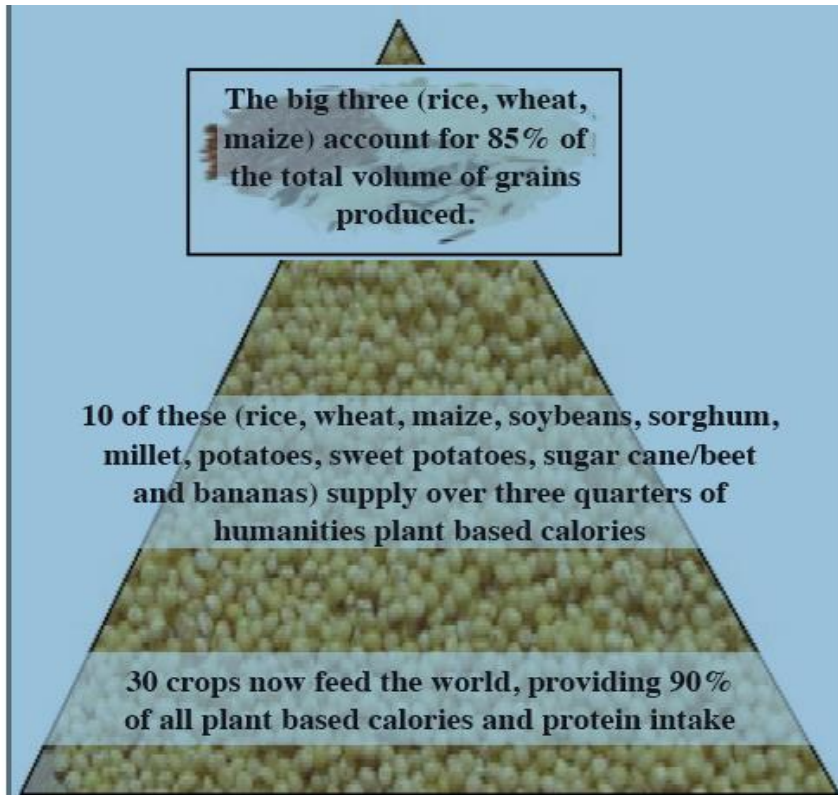 The big three (rice, wheat,
maize) account for 85% of
the total volume of grains
produced.
10 of these (rice, wheat, maize, soybeans, sorghum,
millet, potatoes, sweet potatoes, sugar cane/beet
and bananas) supply over three quarters of
humanities plant based calories
30 crops now feed the world, providing 90%
of all plant based calories and protein intake